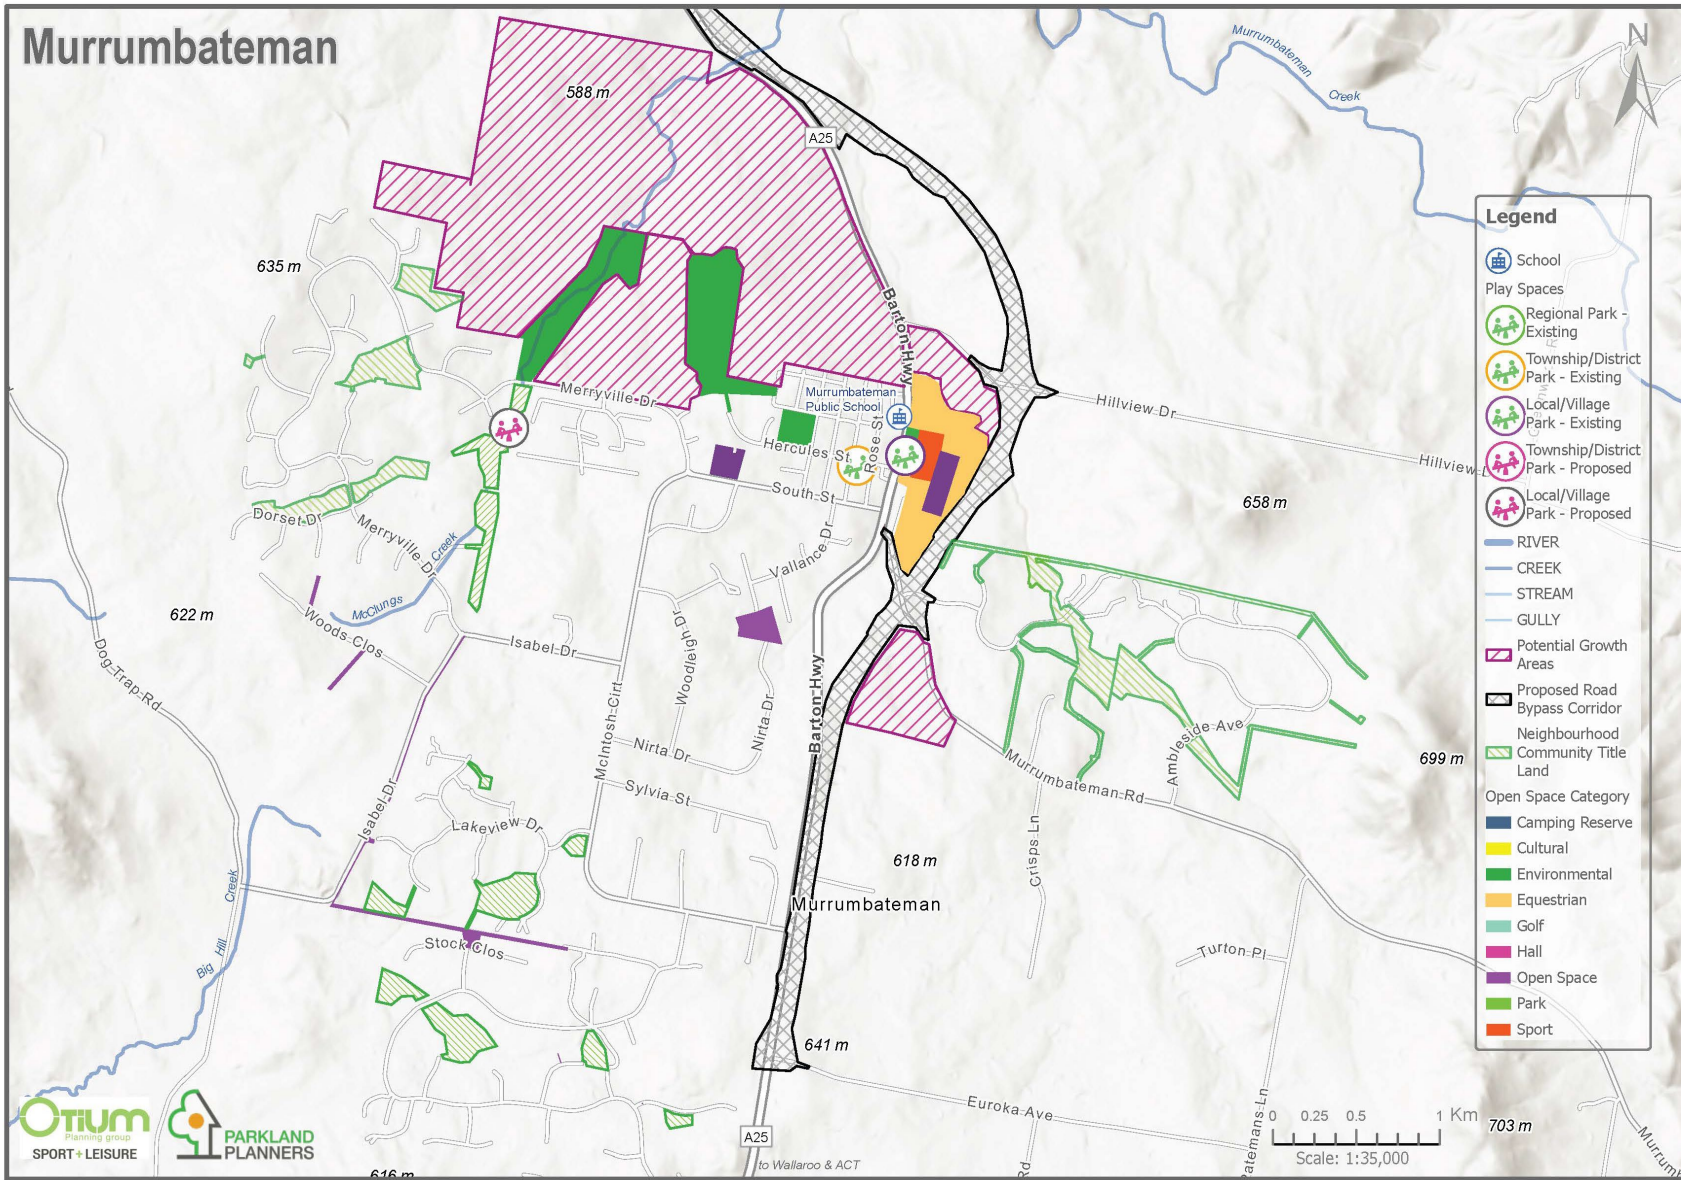 Murrumbateman
588 m
A25
Murrumbateman
Creek
N
635 m
Barton Hwy
Merryville Dr
Murrumbateman
Public School
Rose St
Hercules St
South St
Hillview Dr
Hillview
658 m
Dorset Dr
Merryville Dr
Creek
McClungs
Vallance Dr
622 m
Woods Clos
Isabel Dr
Woodleigh Dr
Dog Trap Rd
Barton Hwy
McIntosh Cirt
Nirta Dr
Nirta Dr
Ambleside Ave
699 m
Murrumbateman Rd
Sylvia St
Isabel Dr
Lakeview Dr
Crisps Ln
618 m
Murrumbateman
Creek
Big Hill
Stock Clos
Turton Pl
641 m
Euroka Ave
Batemans Ln
703 m
Rd
A25
to Wallaroo & ACT
616 m
Legend
School
Play Spaces
Regional Park -
Existing
Township/District
Park - Existing
Local/Village
Park - Existing
Township/District
Park - Proposed
Local/Village
Park - Proposed
RIVER
CREEK
STREAM
GULLY
Potential Growth
Areas
Proposed Road
Bypass Corridor
Neighbourhood
Community Title
Land
Open Space Category
Camping Reserve
Cultural
Environmental
Equestrian
Golf
Hall
Open Space
Park
Sport
0 0.25 0.5 1 Km
Scale: 1:35,000
OTiUM
Planning group
SPORT + LEISURE
PARKLAND
PLANNERS